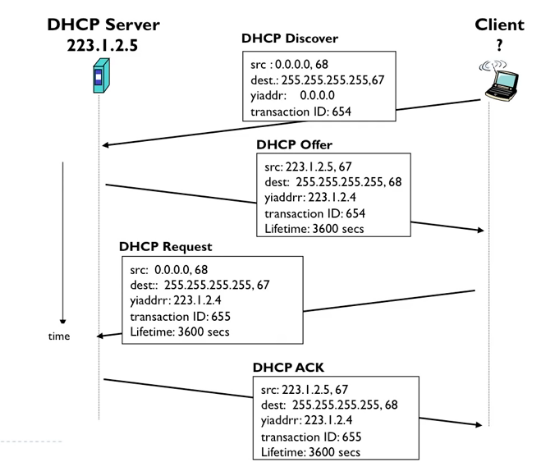 DHCP Server
223.1.2.5
Client
?
DHCP Discover
src : 0.0.0.0, 68
dest.: 255.255.255.255,67
yiaddr: 0.0.0.0
transaction ID: 654
DHCP Offer
src: 223.1.2.5, 67
dest: 255.255.255.255, 68
yiaddrr: 223.1.2.4
transaction ID: 654
Lifetime: 3600 secs
DHCP Request
src: 0.0.0.0, 68
dest:: 255.255.255.255, 67
yiaddrr: 223.1.2.4
transaction ID: 655
Lifetime: 3600 secs
time
DHCP ACK
src: 223.1.2.5, 67
dest: 255.255.255.255, 68
yiaddrr: 223.1.2.4
transaction ID: 655
Lifetime: 3600 secs